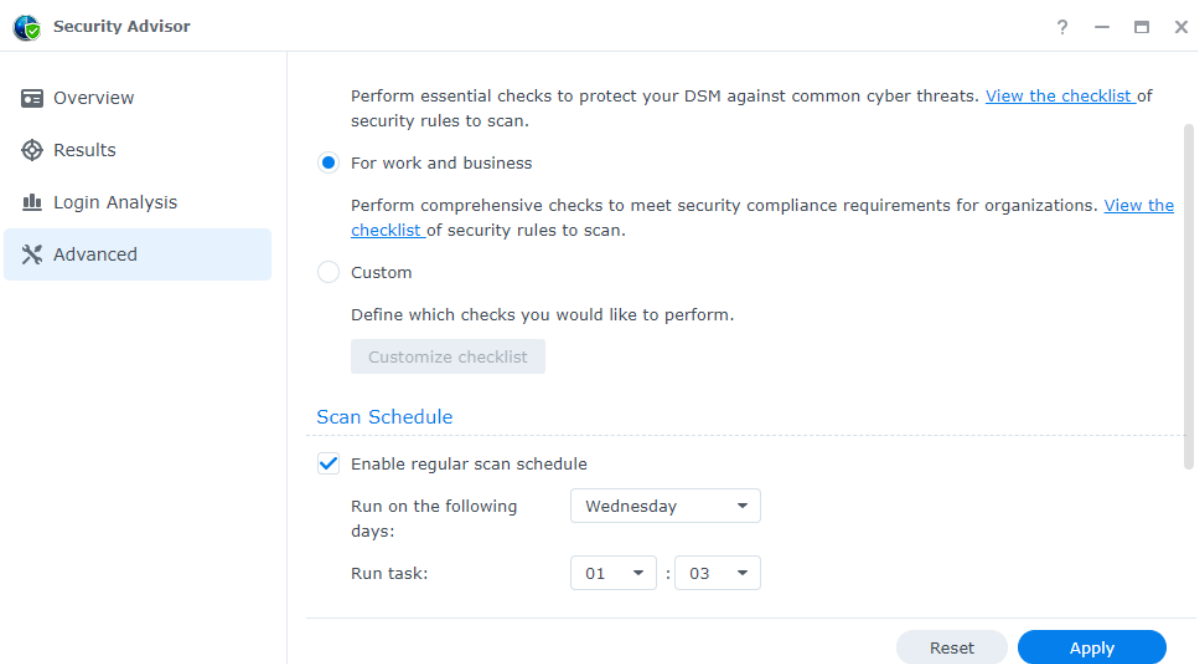 Security Advisor
?
Overview
Results
Login Analysis
Advanced
Perform essential checks to protect your DSM against common cyber threats. View the checklist of
security rules to scan.
For work and business
Perform comprehensive checks to meet security compliance requirements for organizations. View the
checklist of security rules to scan.
Custom
Define which checks you would like to perform.
Customize checklist
Scan Schedule
Enable regular scan schedule
Run on the following
days:
Wednesday
Run task:
01 : 03
Reset
Apply